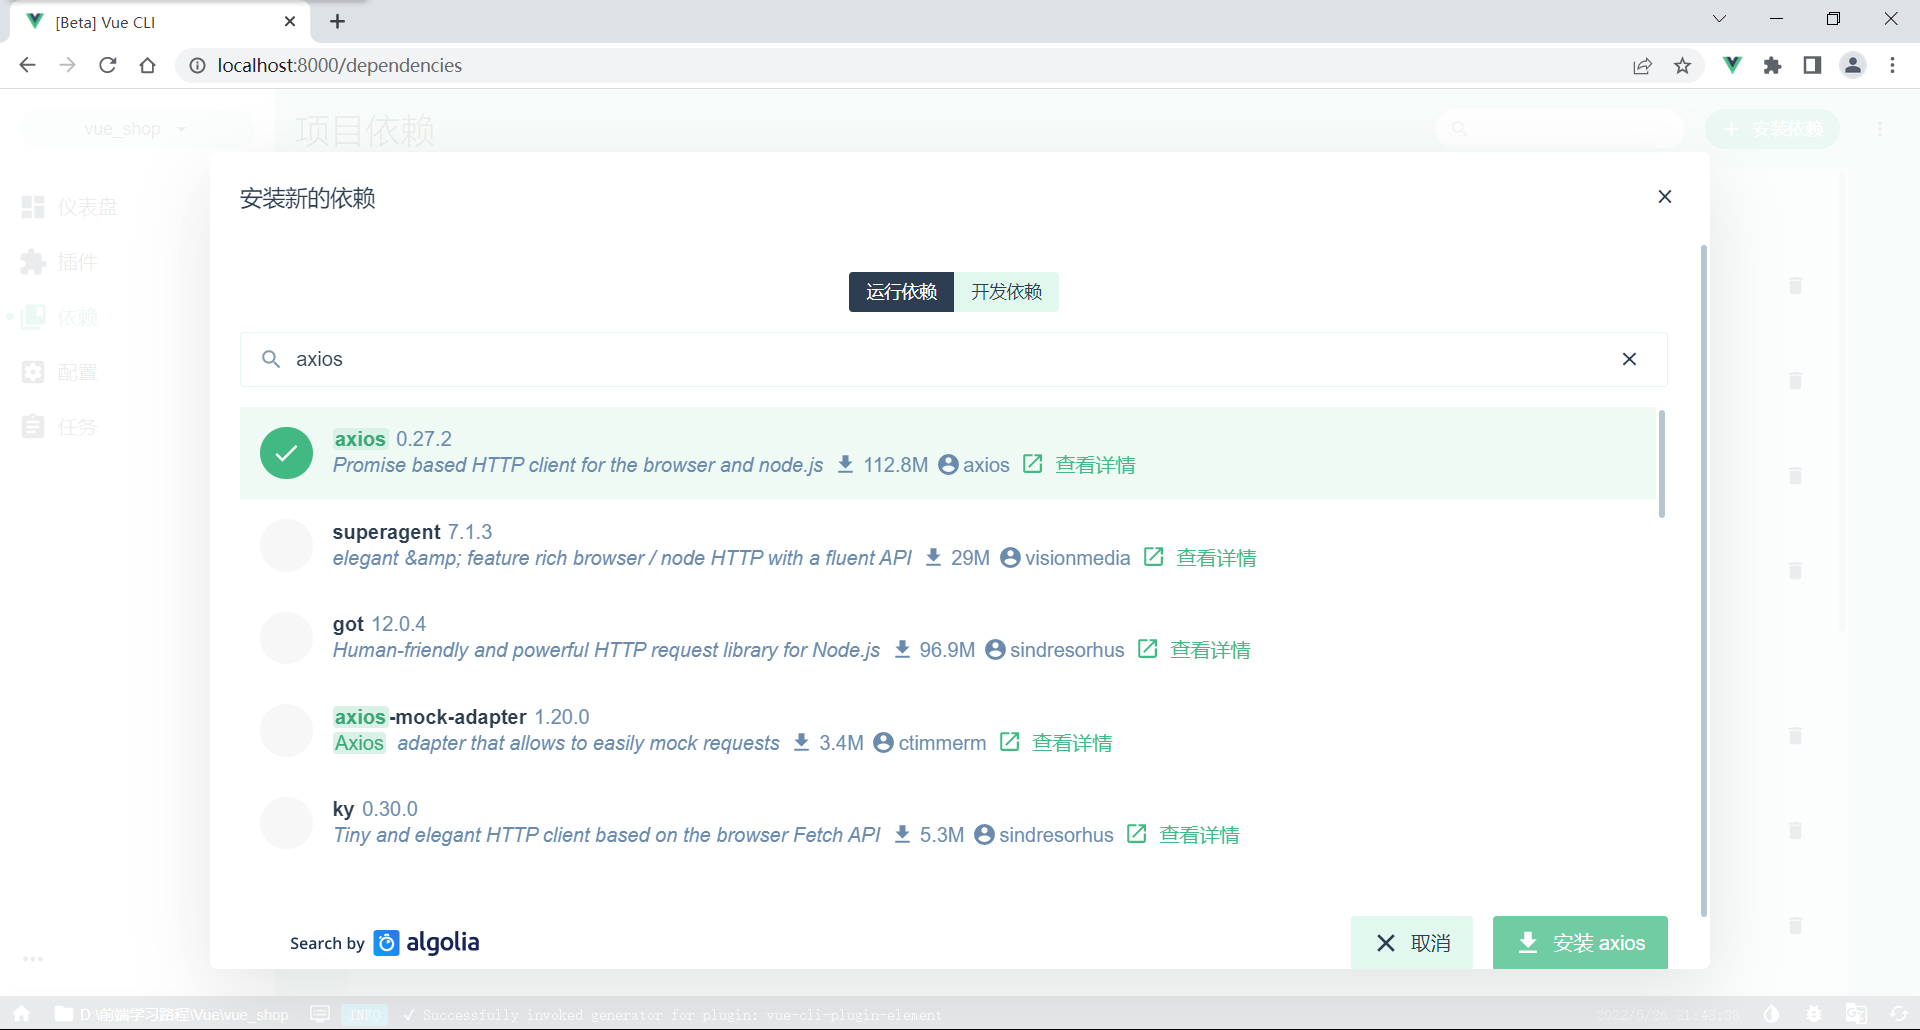 [Beta] Vue CLI
localhost:8000/dependencies
vue_shop
项目依赖
安装依赖
仪表盘
插件
依赖
配置
任务
安装新的依赖
运行依赖 开发依赖
axios
axios 0.27.2
Promise based HTTP client for the browser and node.js 112.8M axios 查看详情
superagent 7.1.3
elegant &amp; feature rich browser / node HTTP with a fluent API 29M visionmedia 查看详情
got 12.0.4
Human-friendly and powerful HTTP request library for Node.js 96.9M sindresorhus 查看详情
axios-mock-adapter 1.20.0
Axios adapter that allows to easily mock requests 3.4M ctimmerm 查看详情
ky 0.30.0
Tiny and elegant HTTP client based on the browser Fetch API 5.3M sindresorhus 查看详情
Search by algolia
取消
安装 axios
D:\前端学习路程\Vue\vue_shop INFO Successfully invoked generator for plugin: vue-cli-plugin-element